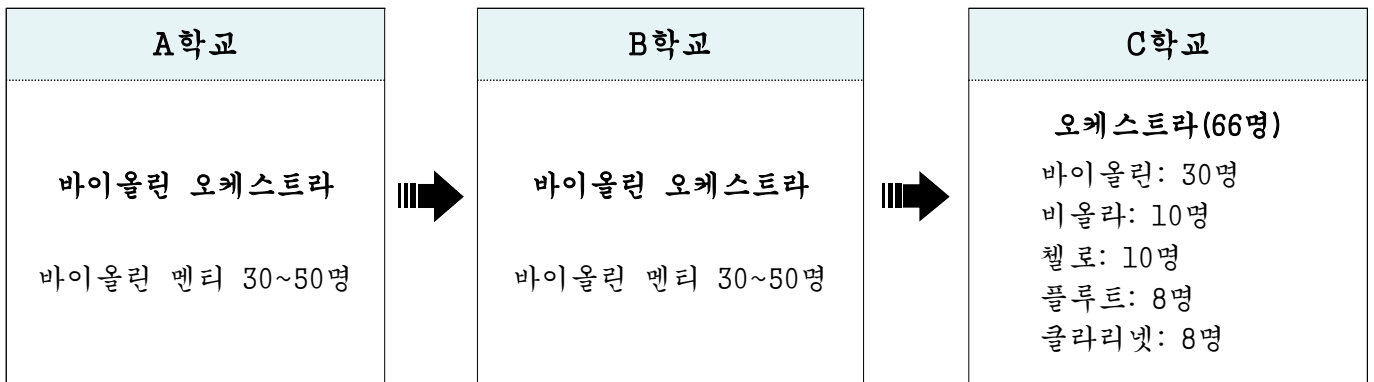 A학교
바이올린 오케스트라
바이올린 멘티 30~50명
B학교
바이올린 오케스트라
바이올린 멘티 30~50명
C학교
오케스트라(66명)
바이올린: 30명
비올라: 10명
첼로: 10명
플루트: 8명
클라리넷: 8명